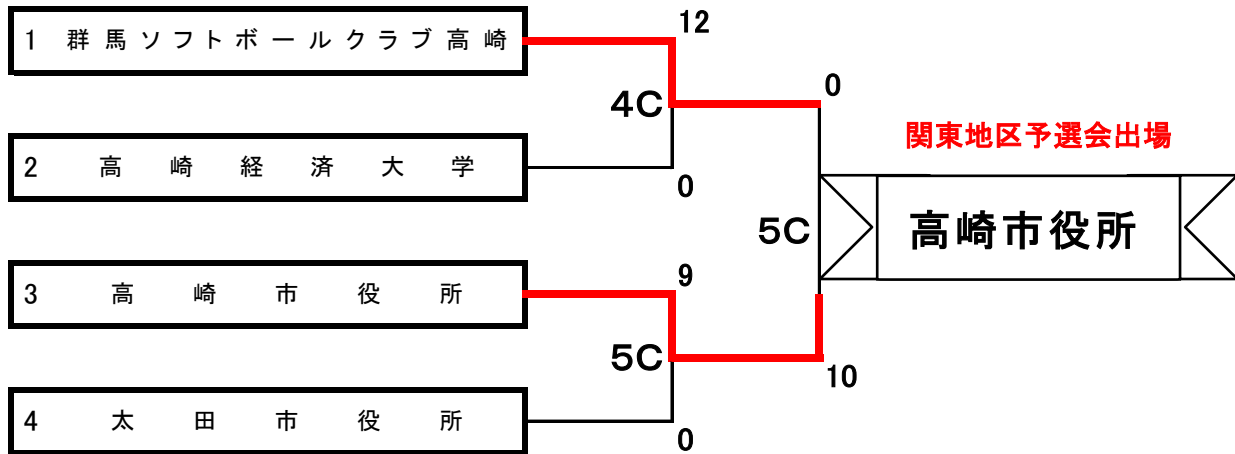 12
1 群馬ソフトボールクラブ高崎
0
4C
関東地区予選会出場
2 高崎経済大学
0
高崎市役所
5C
9
3 高崎市役所
5C
10
4 太田市役所
0